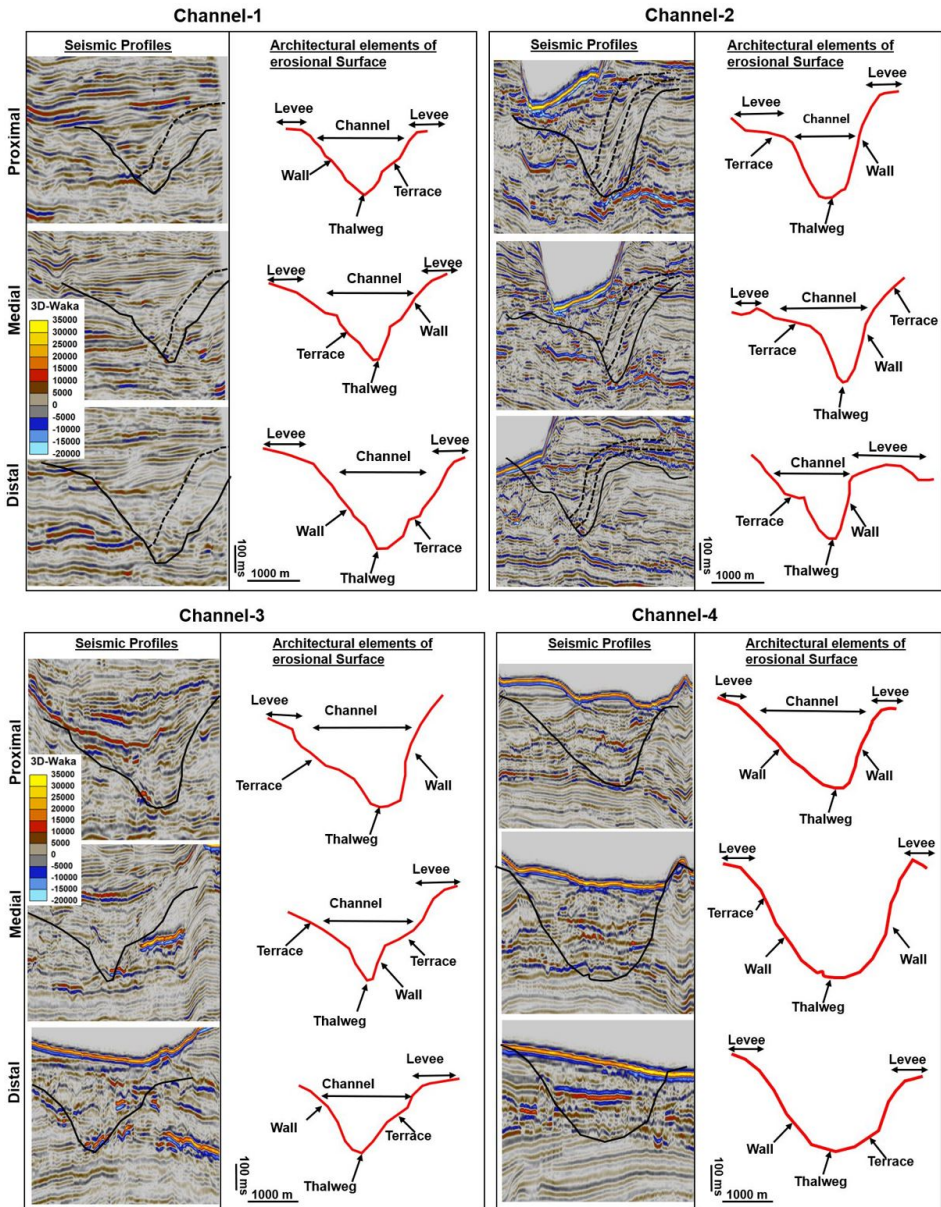 Channel-1
Seismic Profiles
Architectural elements of
erosional Surface
Proximal
Levee
Levee
Channel
Wall
Terrace
Thalweg
Medial
3D-Waka
35000
30000
25000
20000
15000
10000
5000
0
-5000
-10000
-15000
-20000
Levee
Levee
Channel
Terrace
Wall
Thalweg
Distal
Levee
Levee
Channel
Wall
Terrace
Thalweg
100 ms
1000 m
Channel-2
Seismic Profiles
Architectural elements of
erosional Surface
Levee
Levee
Channel
Terrace
Wall
Thalweg
Levee
Channel
Terrace
Terrace
Wall
Thalweg
Channel
Levee
Terrace
Wall
Thalweg
100 ms
1000 m
Channel-3
Seismic Profiles
Architectural elements of
erosional Surface
Proximal
Levee
Channel
Terrace
Wall
Thalweg
3D-Waka
35000
30000
25000
20000
15000
10000
5000
0
-5000
-10000
-15000
-20000
Medial
Levee
Channel
Terrace
Terrace
Wall
Thalweg
Distal
Levee
Channel
Wall
Terrace
Thalweg
100 ms
1000 m
Channel-4
Seismic Profiles
Architectural elements of
erosional Surface
Levee
Levee
Channel
Wall
Wall
Thalweg
Levee
Levee
Terrace
Wall
Wall
Thalweg
Levee
Levee
Wall
Terrace
Thalweg
100 ms
1000 m